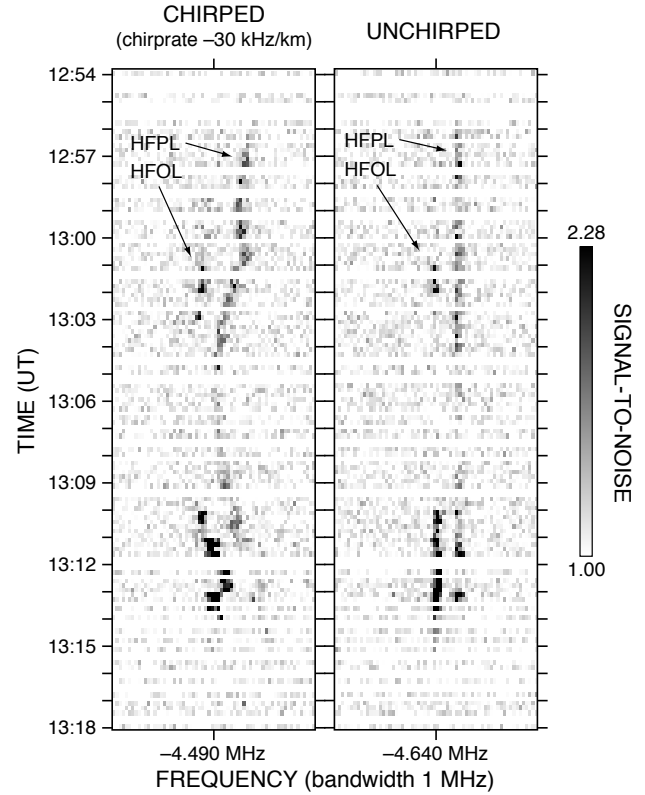 CHIRPED
(chirprate –30 kHz/km)
UNCHIRPED
12:54
12:57
13:00
13:03
13:06
13:09
13:12
13:15
13:18
TIME (UT)
HFPL
HFOL
HFPL
HFOL
2.28
1.00
SIGNAL-TO-NOISE
–4.490 MHz
–4.640 MHz
FREQUENCY (bandwidth 1 MHz)